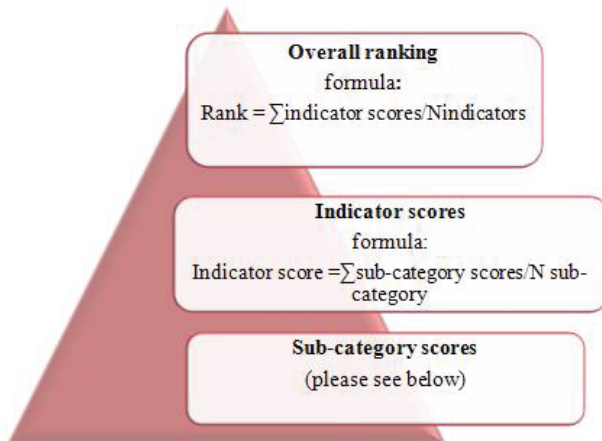 Overall ranking
formula:
Rank = ∑indicator scores/Nindicators
Indicator scores
formula:
Indicator score =∑sub-category scores/N sub-
category
Sub-category scores
(please see below)